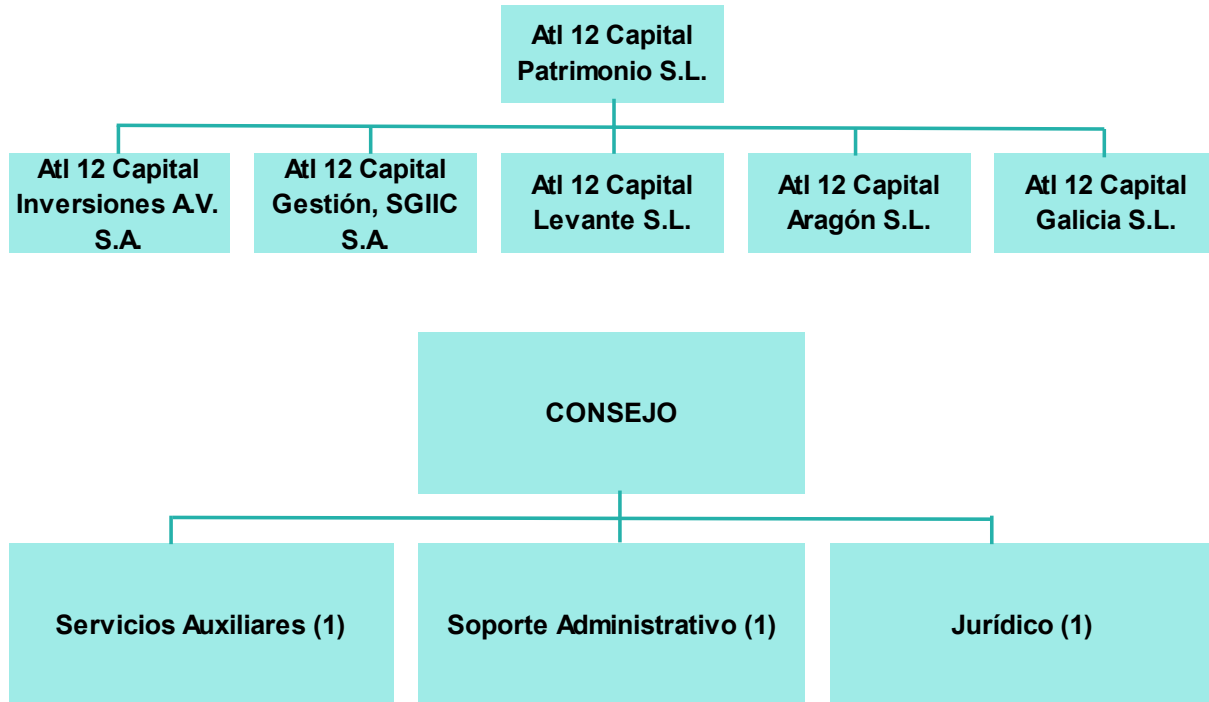 Atl 12 Capital
Patrimonio S.L.
Atl 12 Capital
Inversiones A.V.
S.A.
Atl 12 Capital
Gestión, SGIIC
S.A.
Atl 12 Capital
Levante S.L.
Atl 12 Capital
Aragón S.L.
Atl 12 Capital
Galicia S.L.
CONSEJO
Servicios Auxiliares (1)
Soporte Administrativo (1)
Jurídico (1)